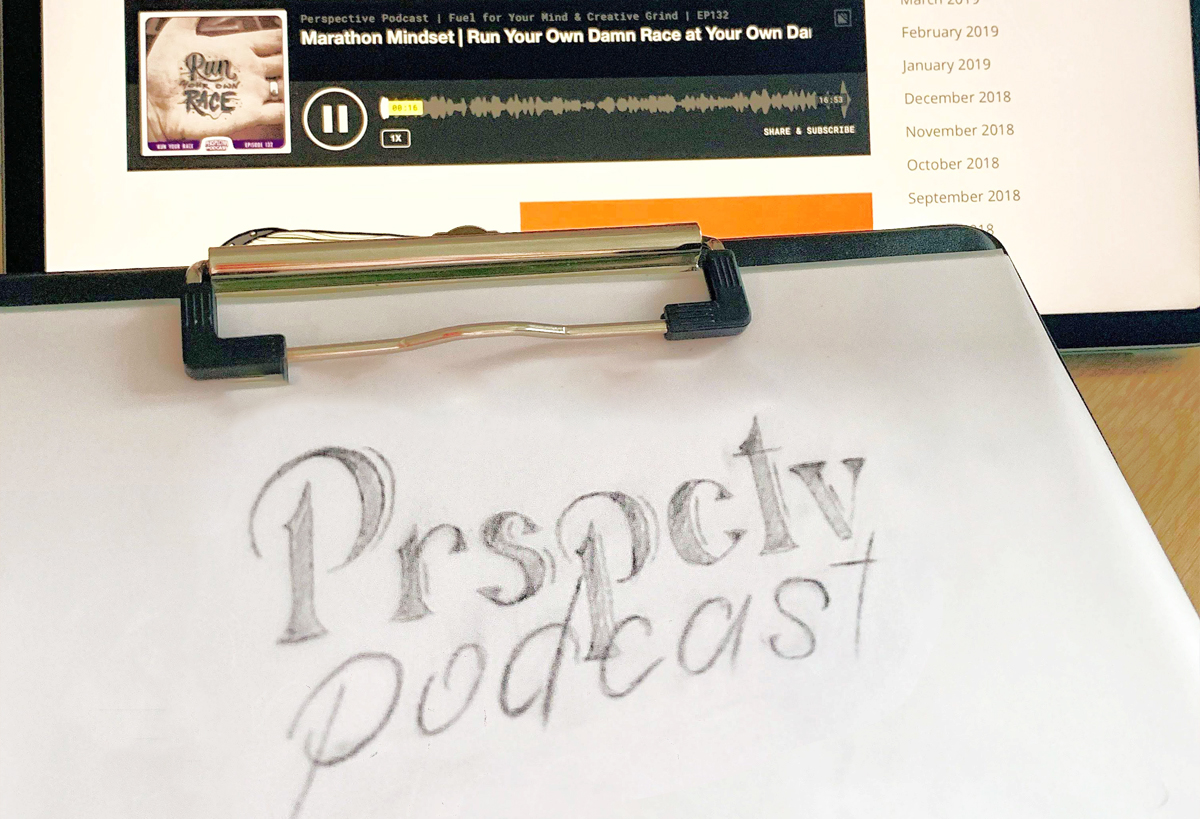 Perspective Podcast | Fuel for Your Mind & Creative Grind | EP132
Marathon Mindset | Run Your Own Damn Race at Your Own Da
Run
YOUR OWN
RACE
RUN YOUR RACE
EPISODE 132
00:16
16:53
1X
SHARE & SUBSCRIBE
March 2019
February 2019
January 2019
December 2018
November 2018
October 2018
September 2018
18
Prspctv
podcast